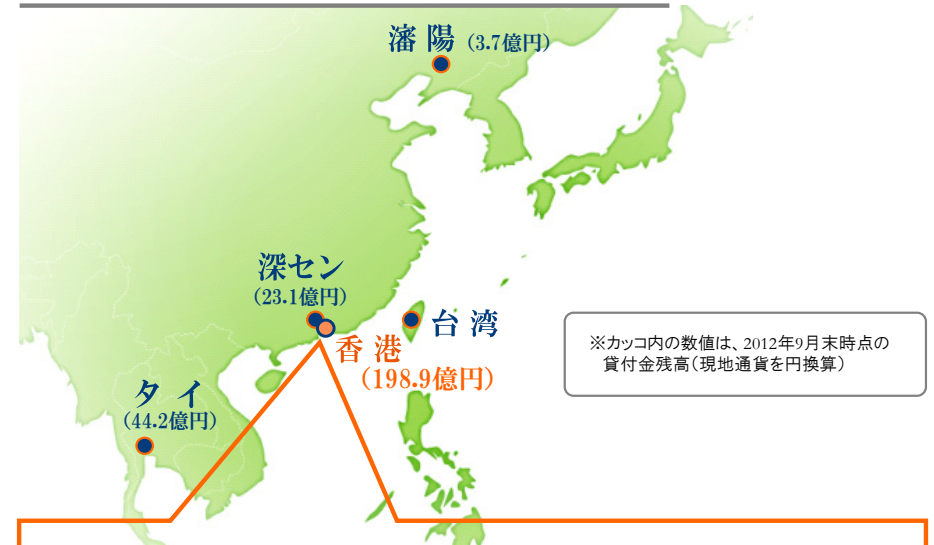 瀋 陽 (3.7億円)
深セン
(23.1億円)
台 湾
香 港
(198.9億円)
タ イ
(44.2億円)
※カッコ内の数値は、2012年9月末時点の
貸付金残高(現地通貨を円換算)